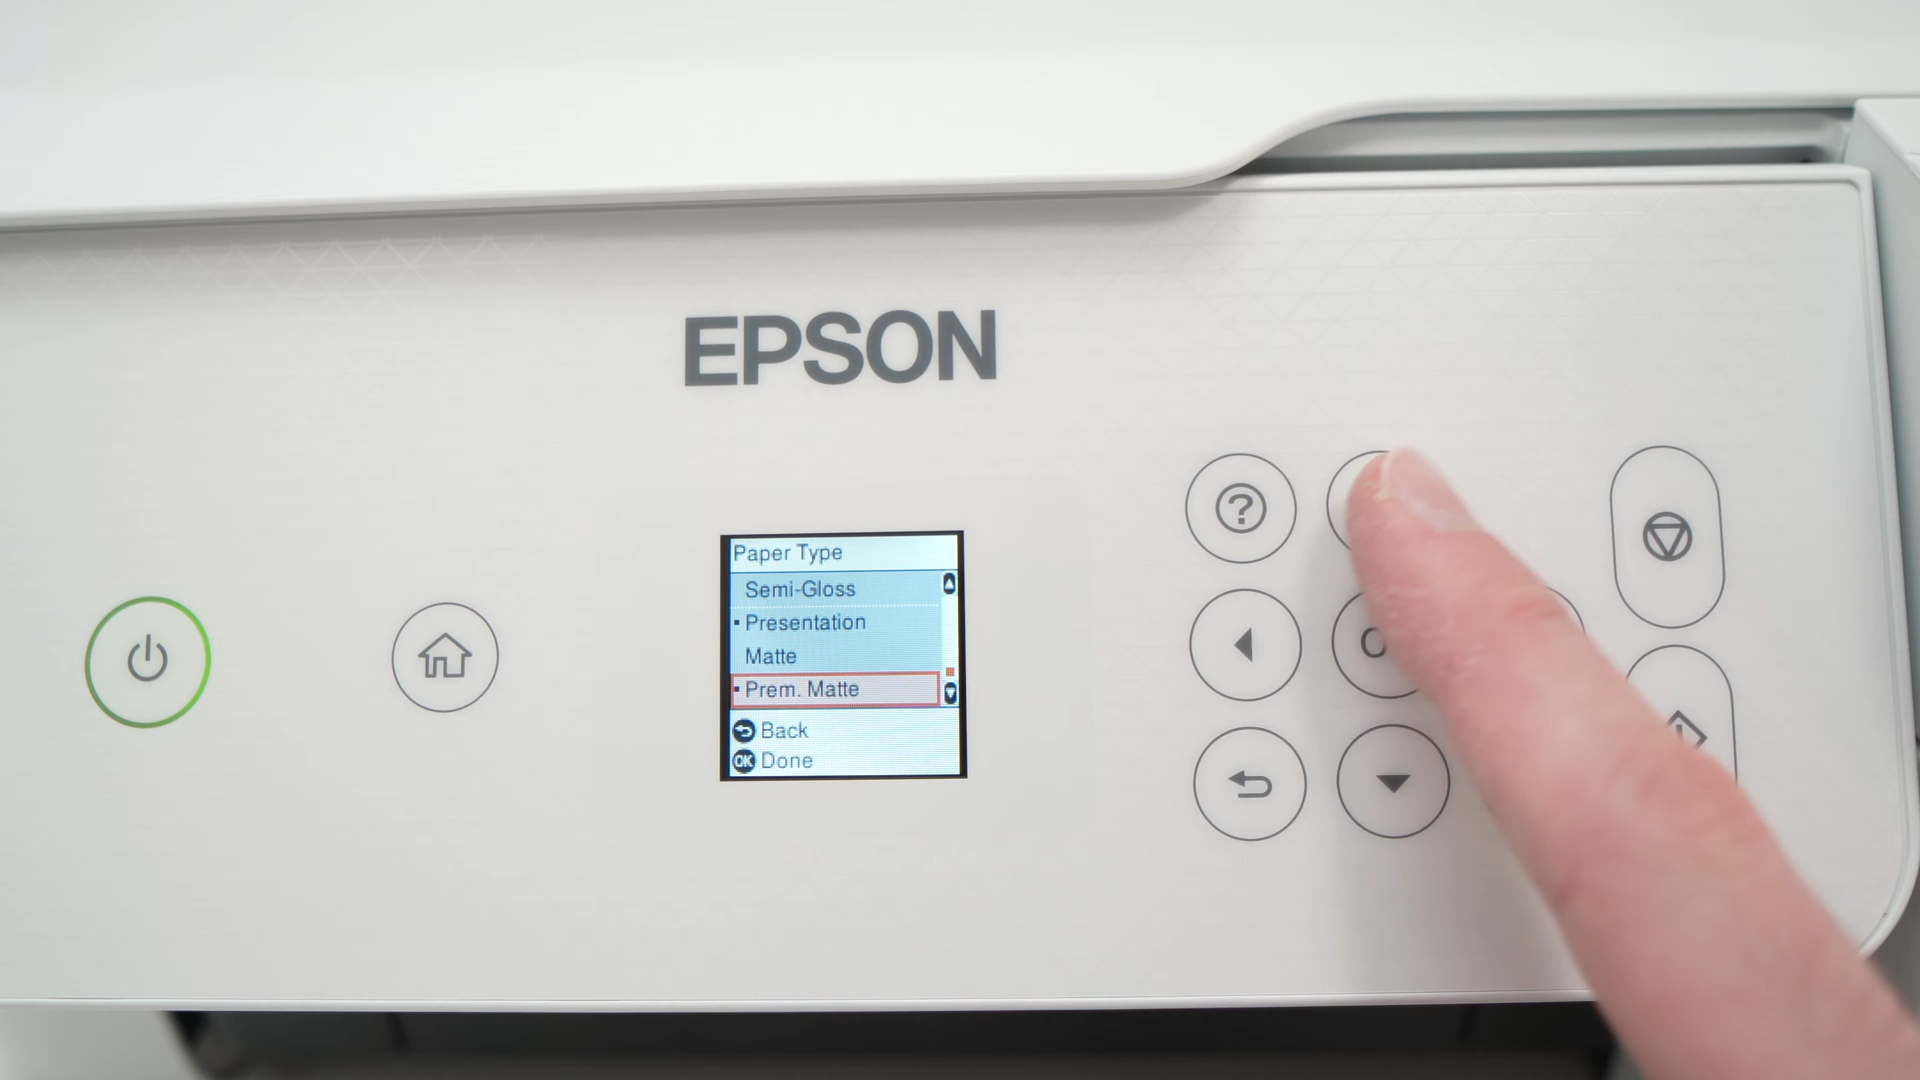 EPSON
Paper Type
Semi-Gloss
Presentation
Matte
Prem. Matte
Back
OK Done
?